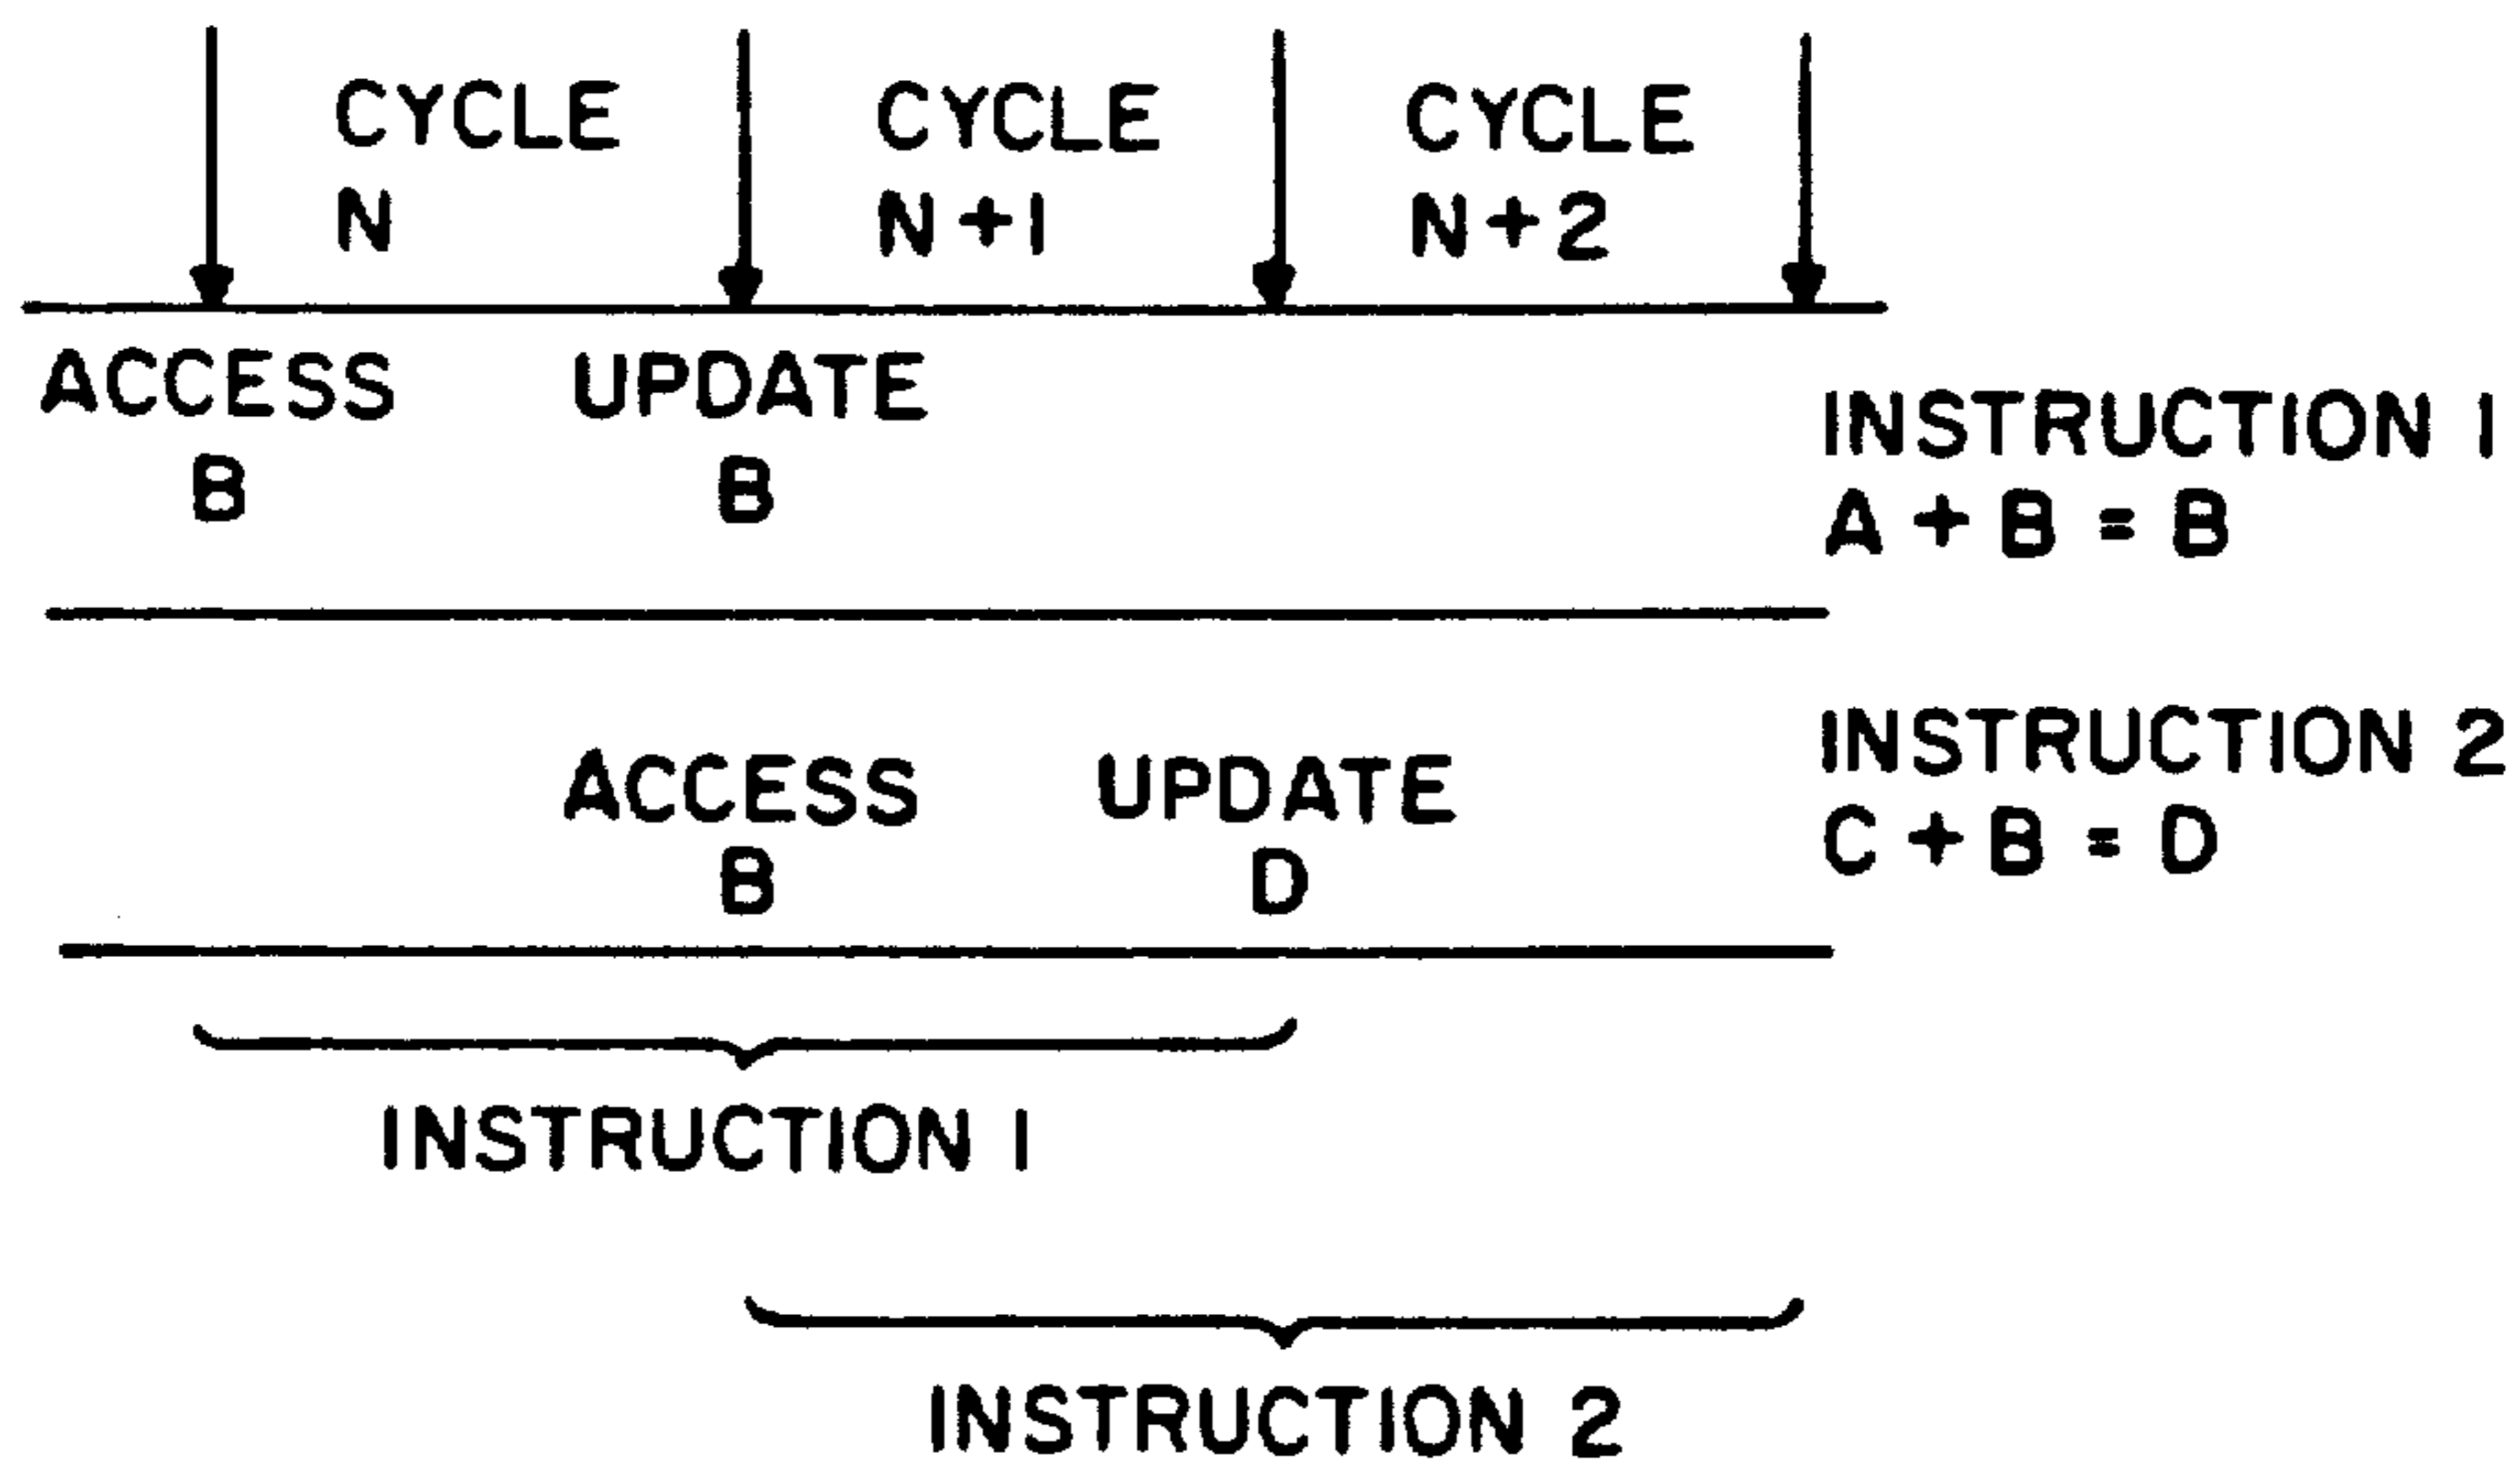 CYCLE CYCLE CYCLE
N N+1 N+2
ACCESS UPDATE
B B
INSTRUCTION 1
A + B = B
INSTRUCTION 2
ACCESS UPDATE
C + B = D
B D
INSTRUCTION 1
INSTRUCTION 2